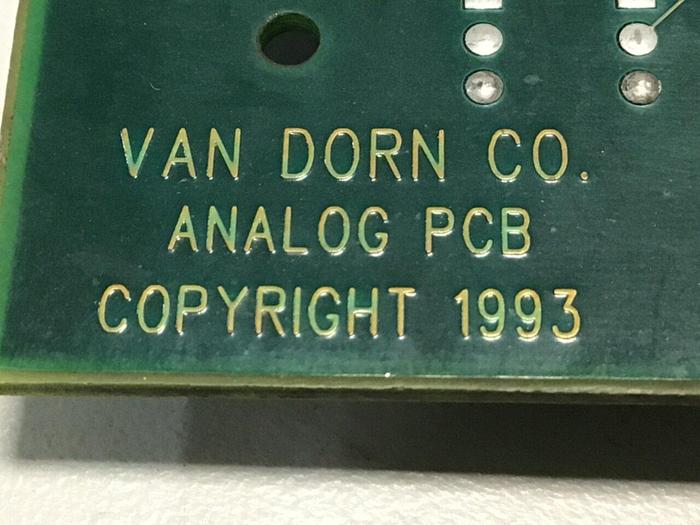 VAN DORN CO.
ANALOG PCB
COPYRIGHT 1993